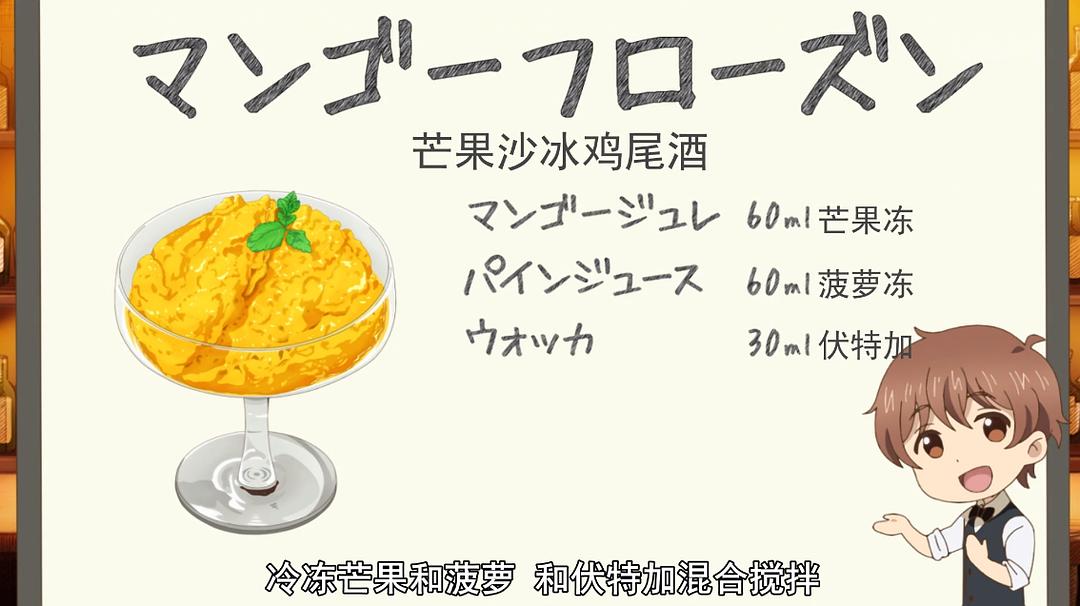 マンゴーフローズン
芒果沙冰鸡尾酒
マンゴージュレ 60ml 芒果冻
パインジュース 60ml 菠萝冻
ウォッカ 30ml 伏特加
冷冻芒果和菠萝 和伏特加混合搅拌